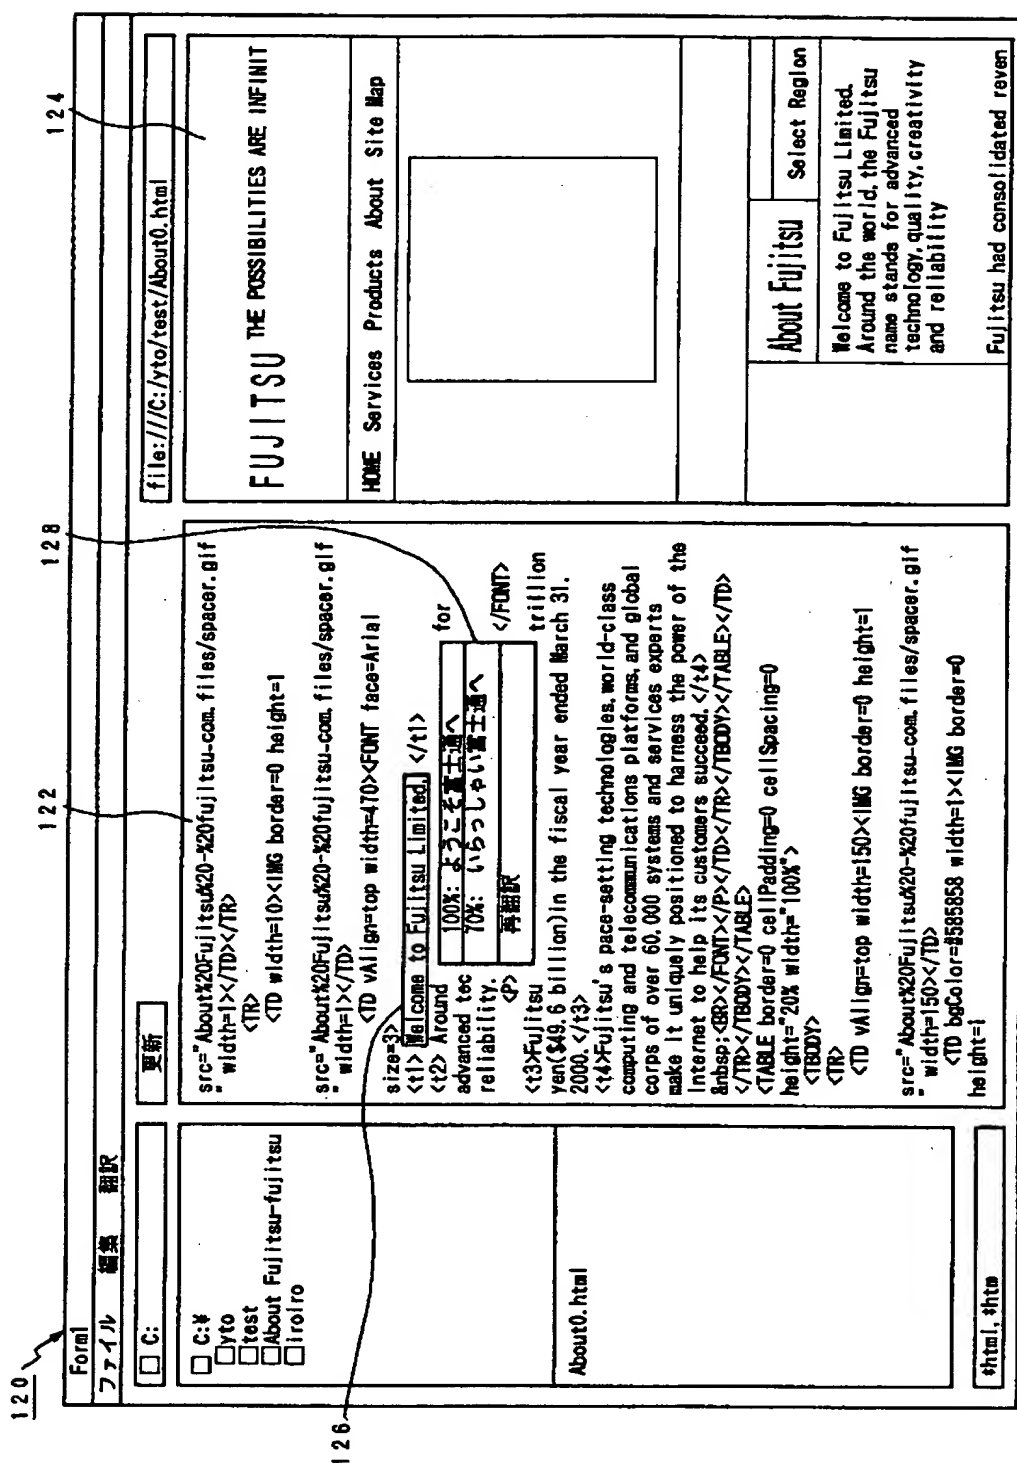 120
122
124
126
128
Form1
ファイル 編集 翻訳
C:
更新
file:///C:/yto/test/About0.html
C:¥
yto
test
About Fujitsu-fujitsu
iroiro
About0.html
*html,*htm
src="About%20Fujitsu%20-%20fujitsu-com.files/spacer.gif
" width=1></TD></TR>
<TR>
<TD width=10><IMG border=0 height=1
src="About%20Fujitsu%20-%20fujitsu-com.files/spacer.gif
" width=1></TD>
<TD vAlign=top width=470><FONT face=Arial
size=3>
<t1>Welcome to Fujitsu Limited.</t1>
<t2> Around for
advanced tec
reliability. </FONT>
<P>
100%: ようこそ富士通へ
70%: いらっしゃい富士通へ
再翻訳
<t3>Fujitsu trillion
yen($49.6 billion)in the fiscal year ended March 31.
2000.</t3>
<t4>Fujitsu's pace-setting technologies,world-class
computing and telecommunications platforms,and global
corps of over 60,000 systems and services experts
make it uniquely positioned to harness the power of the
Internet to help its customers succeed.</t4>
&nbsp;<BR></FONT></P></TD></TR></TBODY></TABLE></TD>
</TR></TBODY></TABLE>
<TABLE border=0 cellPadding=0 cellSpacing=0
height="20% width="100%">
<TBODY>
<TR>
<TD vAlign=top width=150><IMG border=0 height=1
src="About%20Fujitsu%20-%20fujitsu-com.files/spacer.gif
" width=150></TD>
<TD bgColor=#585858 width=1><IMG border=0
height=1
FUJITSU THE POSSIBILITIES ARE INFINIT
HOME Services Products About Site Map
About Fujitsu
Select Region
Welcome to Fujitsu Limited.
Around the world,the Fujitsu
name stands for advanced
technology,quality,creativity
and reliability
Fujitsu had consolidated reven